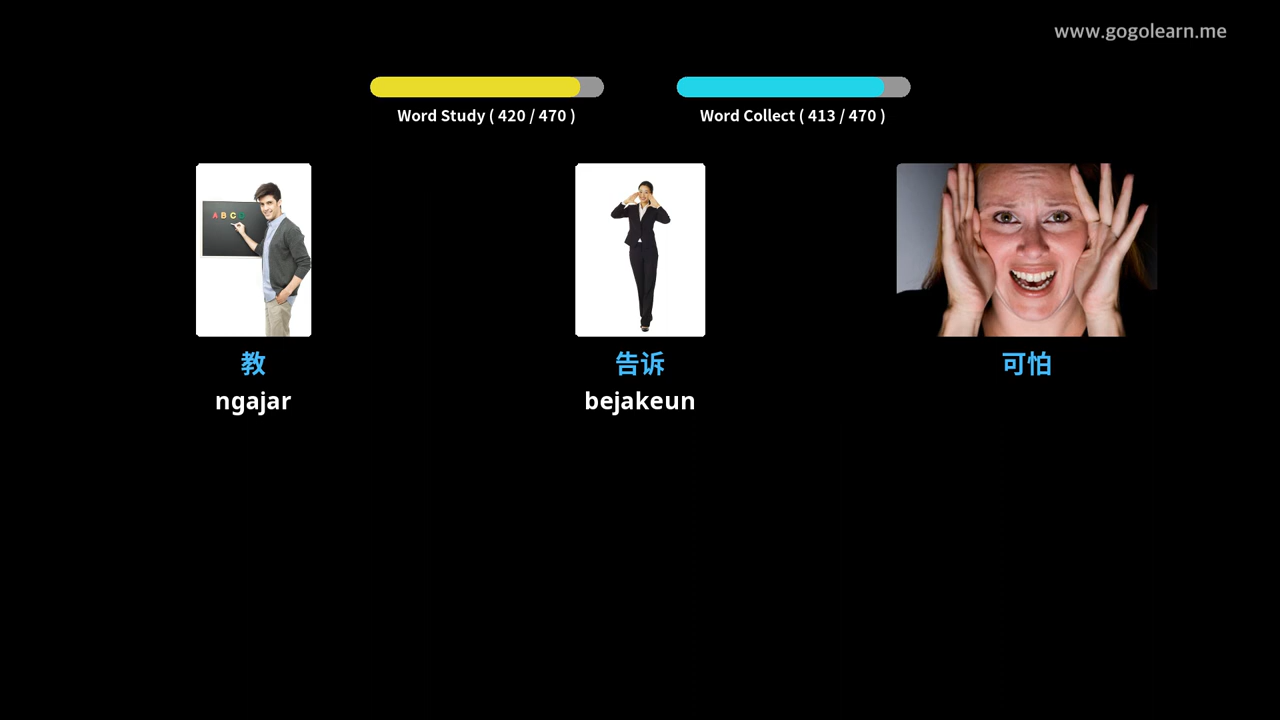 www.gogolearn.me
Word Study ( 420 / 470 )
Word Collect ( 413 / 470 )
A B C
教
告诉
可怕
ngajar
bejakeun